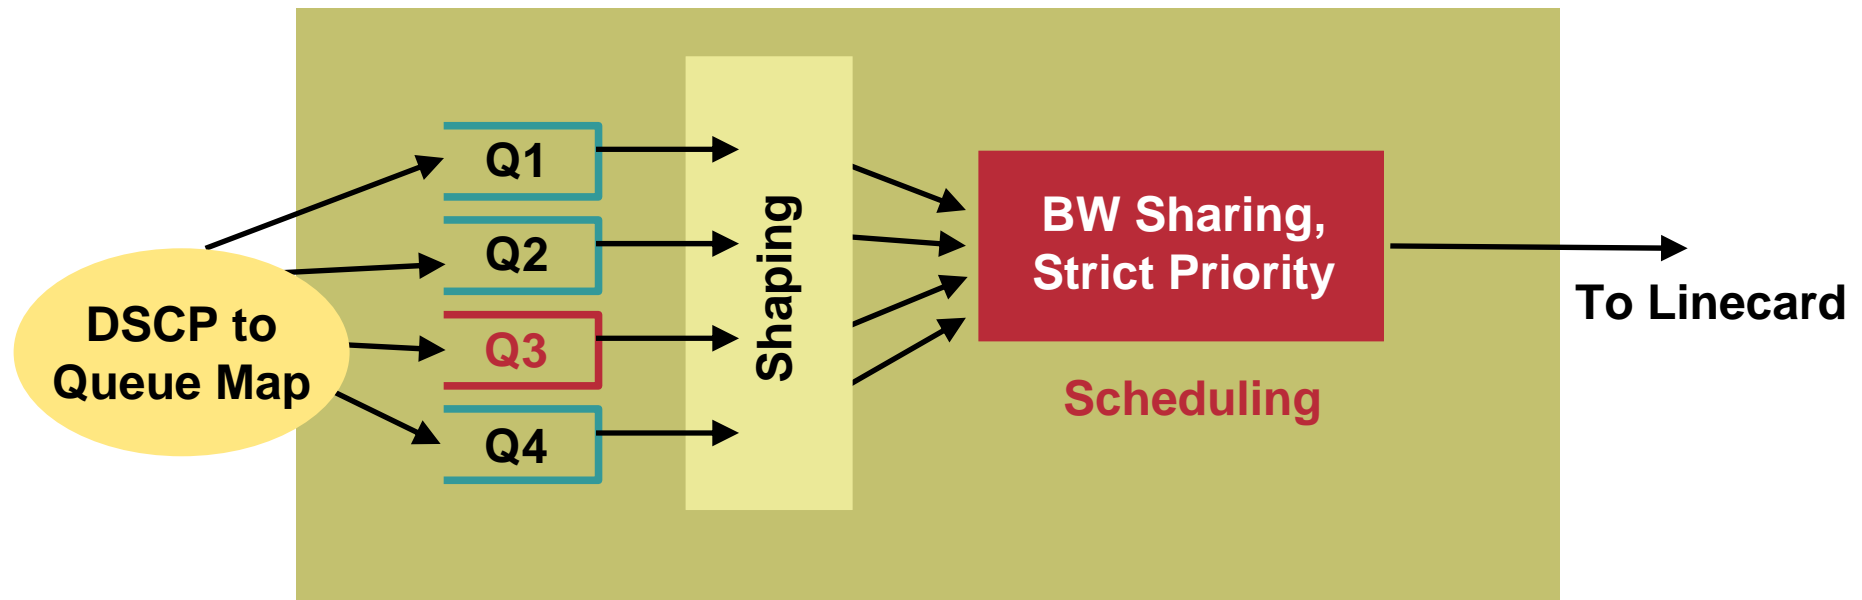 DSCP to
Queue Map
Q1
Q2
Q3
Q4
Shaping
BW Sharing,
Strict Priority
Scheduling
To Linecard